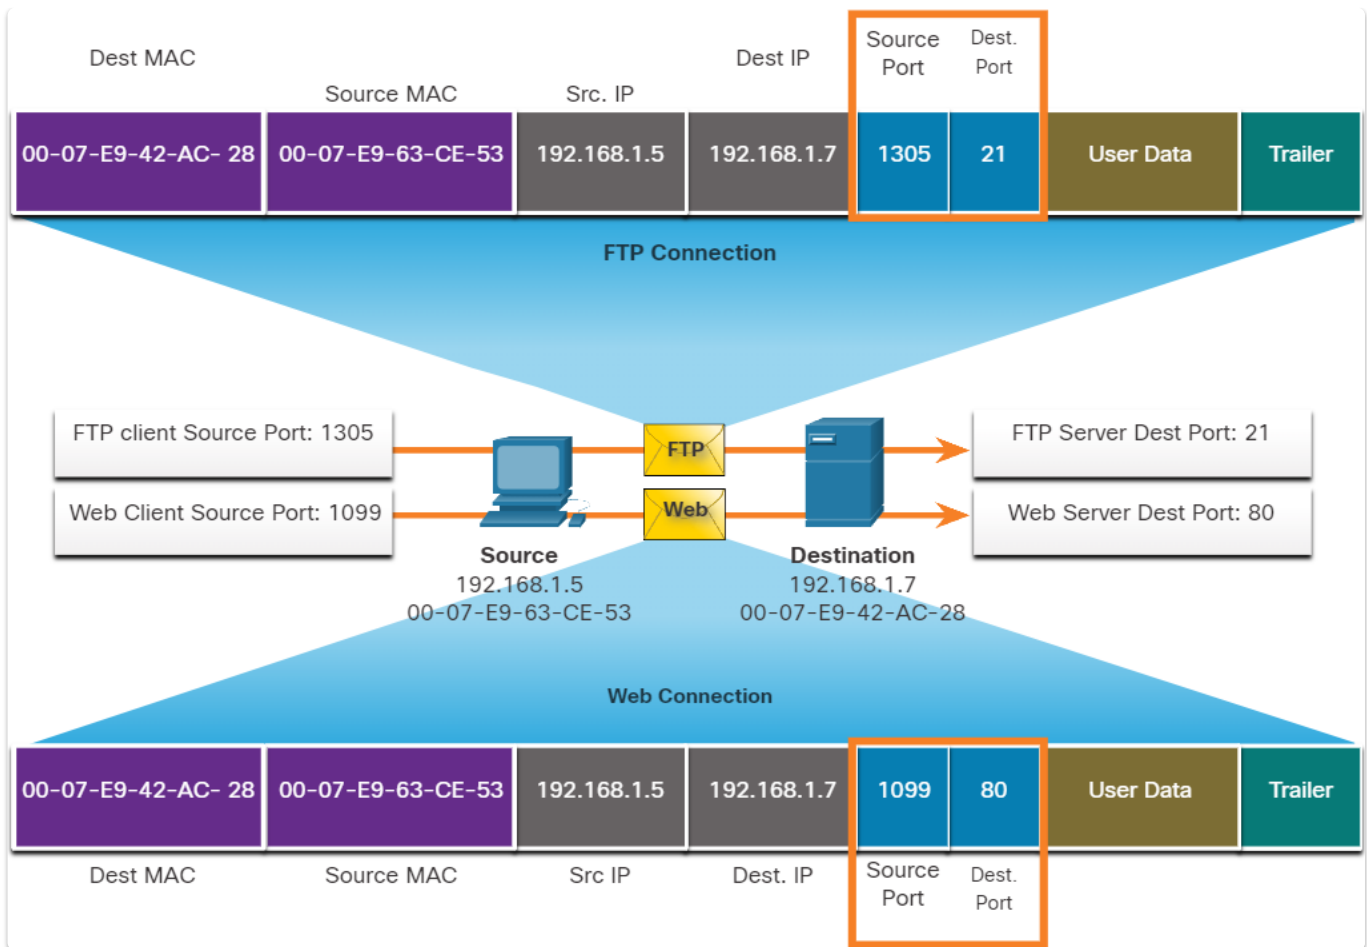 Dest MAC
Source MAC
Src. IP
Dest IP
Source
Port
Dest.
Port
00-07-E9-42-AC- 28
00-07-E9-63-CE-53
192.168.1.5
192.168.1.7
1305
21
User Data
Trailer
FTP Connection
FTP client Source Port: 1305
FTP
FTP Server Dest Port: 21
Web Client Source Port: 1099
Web
Web Server Dest Port: 80
Source
192.168.1.5
00-07-E9-63-CE-53
Destination
192.168.1.7
00-07-E9-42-AC-28
Web Connection
00-07-E9-42-AC- 28
00-07-E9-63-CE-53
192.168.1.5
192.168.1.7
1099
80
User Data
Trailer
Dest MAC
Source MAC
Src IP
Dest. IP
Source
Port
Dest.
Port